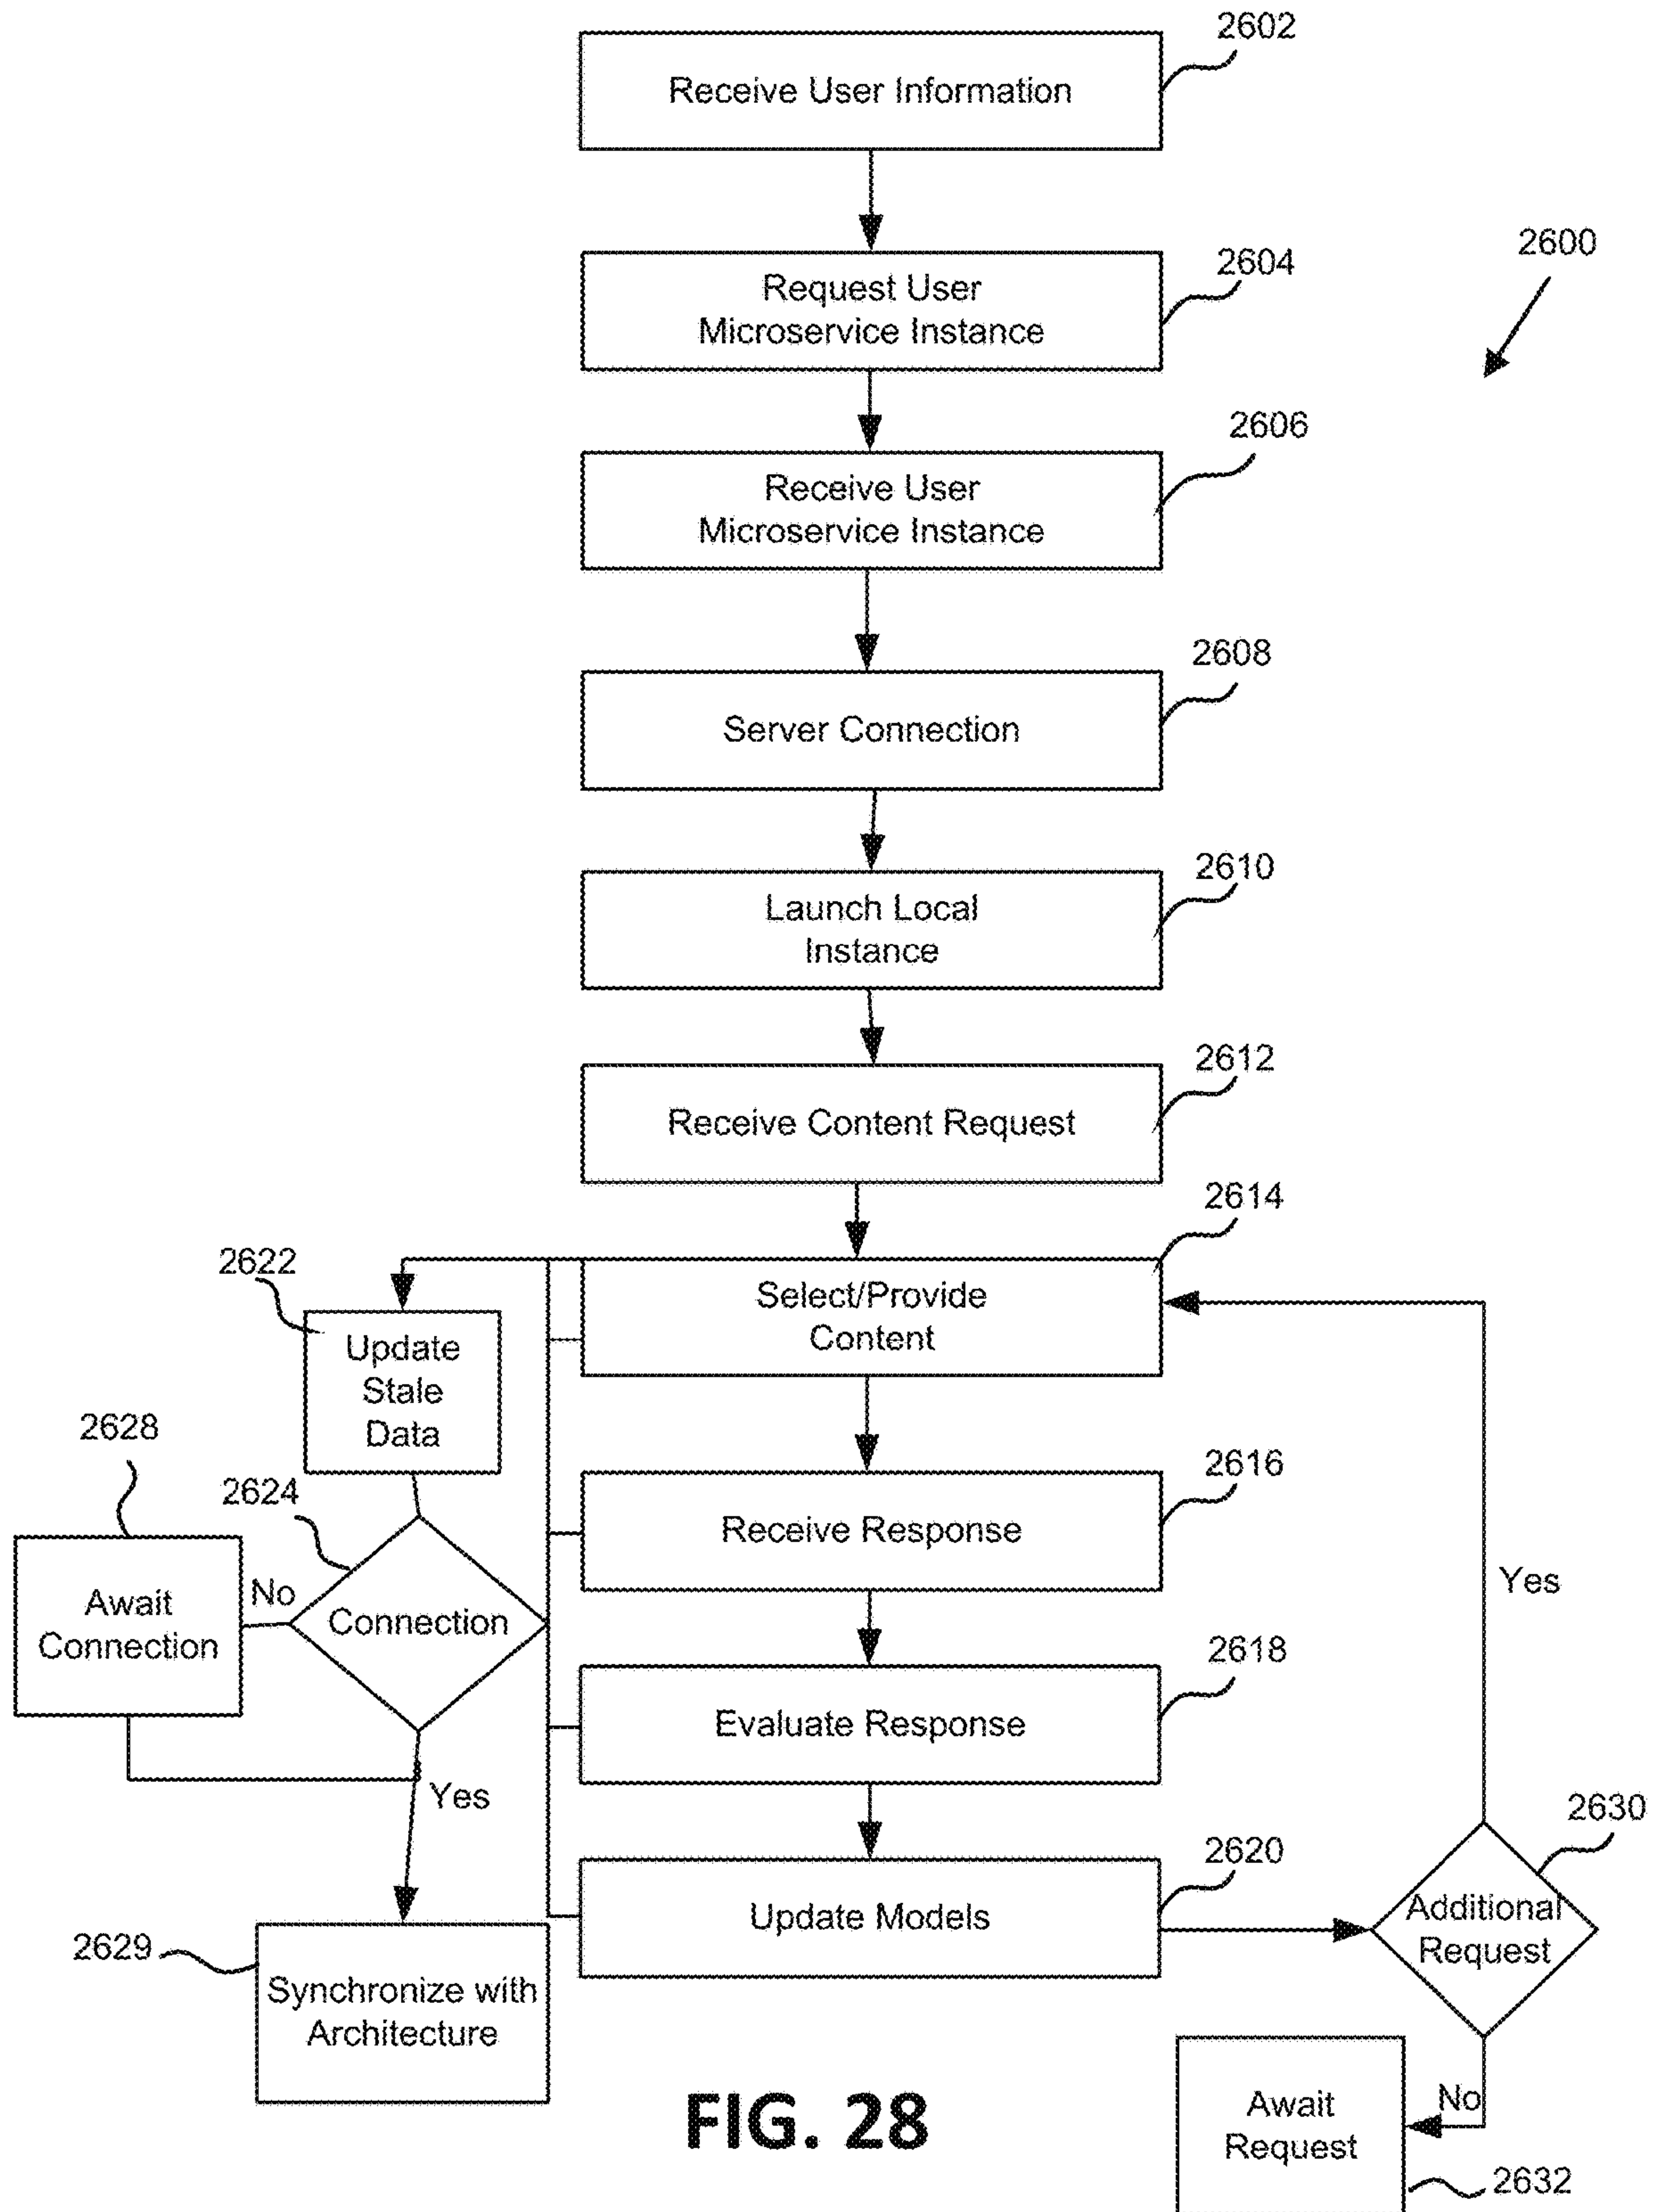 2602
Receive User Information
2600
2604
Request User
Microservice Instance
2606
Receive User
Microservice Instance
2608
Server Connection
2610
Launch Local
Instance
2612
Receive Content Request
2614
Select/Provide
Content
2622
Update
Stale
Data
2628
2624
2616
Receive Response
Await
Connection
No
Connection
Yes
2618
Evaluate Response
Yes
2630
2620
Update Models
Additional
Request
2629
Synchronize with
Architecture
No
Await
Request
2632
FIG. 28